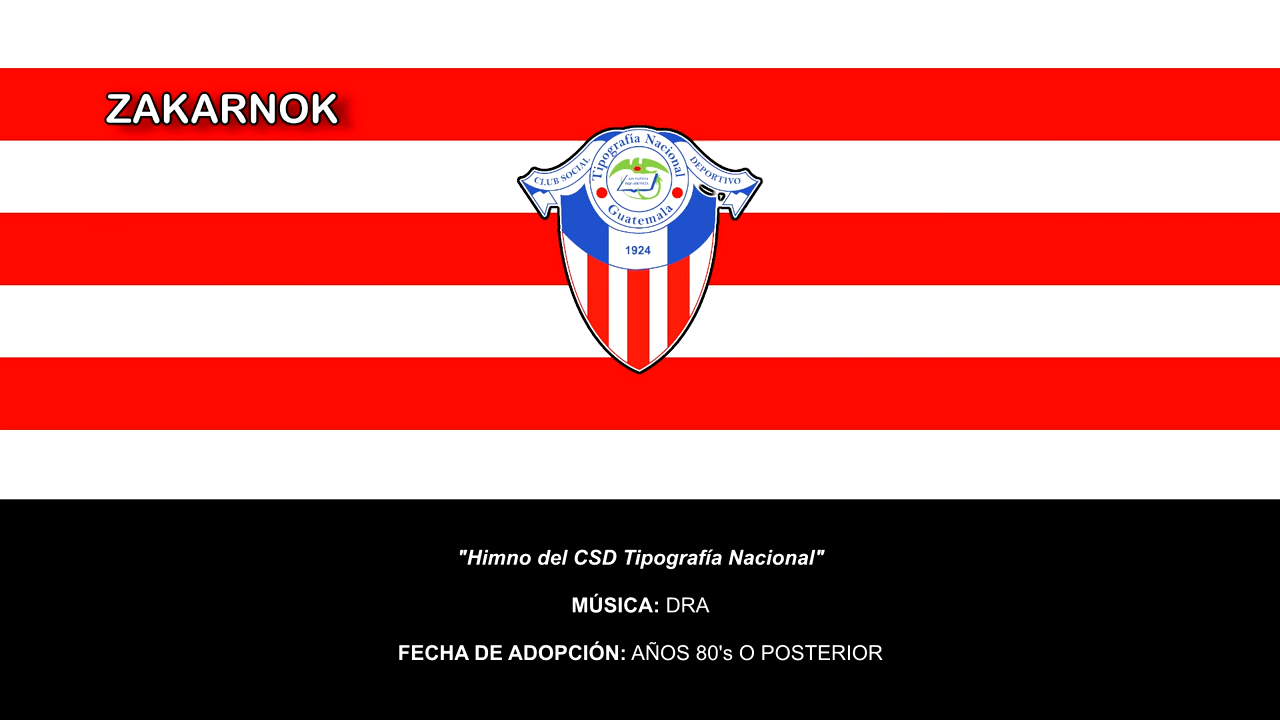 ZAKARNOK
CLUB SOCIAL
Tipografía Nacional
DEPORTIVO
Guatemala
1924
"Himno del CSD Tipografía Nacional"
MÚSICA: DRA
FECHA DE ADOPCIÓN: AÑOS 80's O POSTERIOR